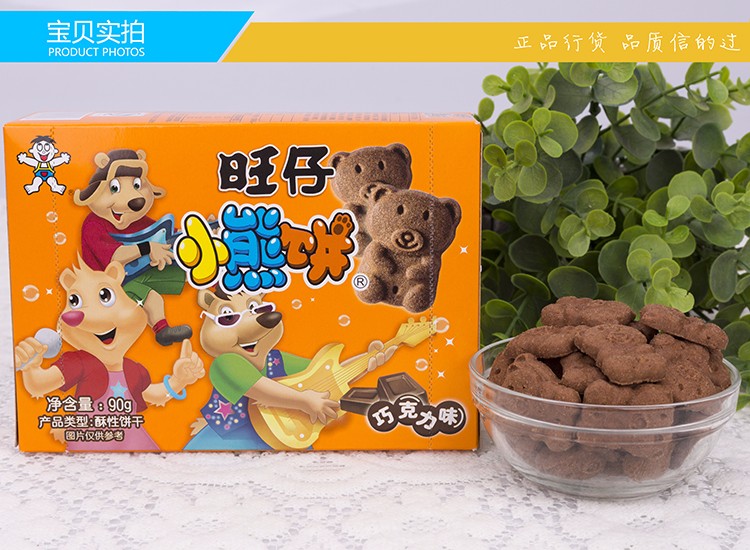 宝贝实拍
PRODUCT PHOTOS
正品行货 品质信的过
旺仔
小熊饼
®
净含量：90g
产品类型：酥性饼干
图片仅供参考
巧克力味